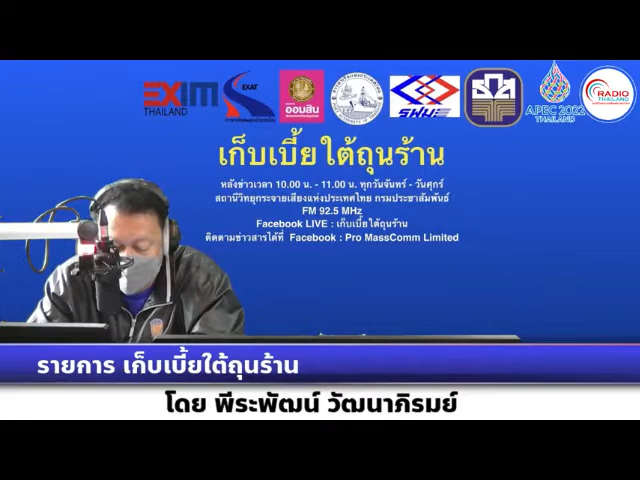 EXIM
THAILAND
EXAT
ออมสิน
รฟม
APEC 2022
THAILAND
RADIO
THAILAND
เก็บเบี้ยใต้ถุนร้าน
หลังข่าวเวลา 10.00 น. - 11.00 น. ทุกวันจันทร์ - วันศุกร์
สถานีวิทยุกระจายเสียงแห่งประเทศไทย กรมประชาสัมพันธ์
FM 92.5 MHz
Facebook LIVE : เก็บเบี้ยใต้ถุนร้าน
ติดตามข่าวสารได้ที่ Facebook : Pro MassComm Limited
รายการ เก็บเบี้ยใต้ถุนร้าน
โดย พีระพัฒน์ วัฒนาภิรมย์